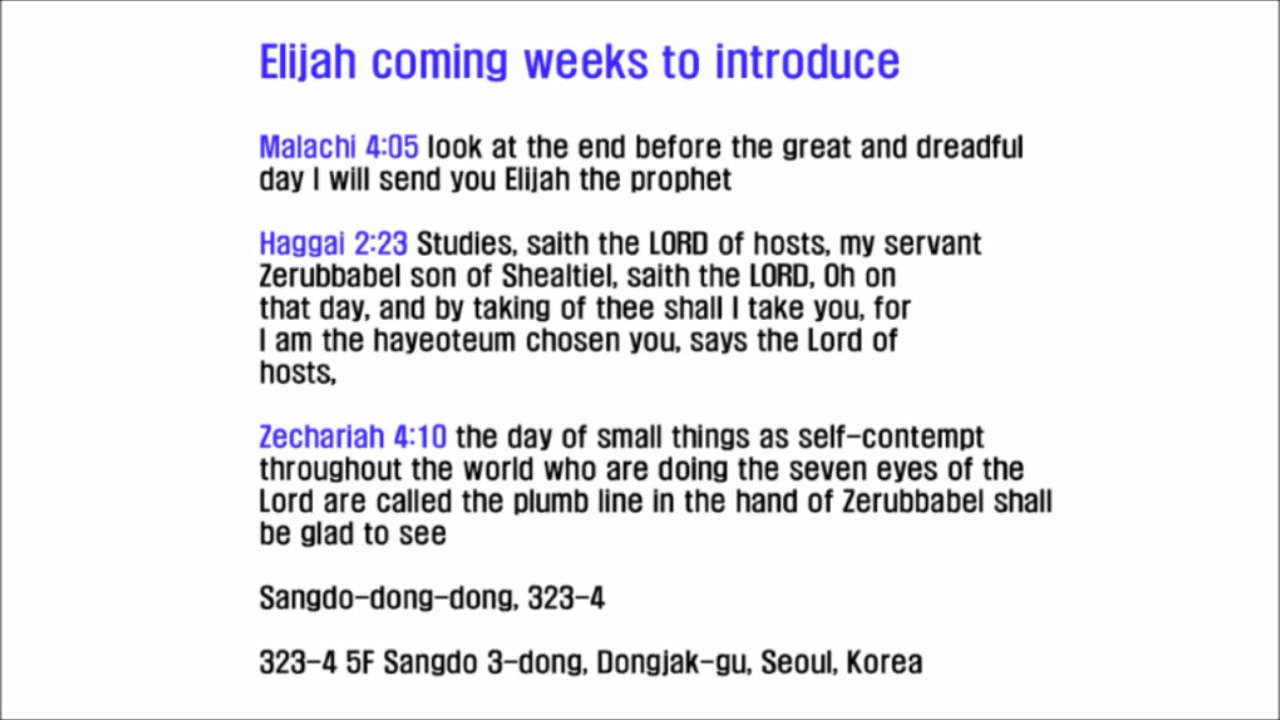 Elijah coming weeks to introduce
Malachi 4:05 look at the end before the great and dreadful
day I will send you Elijah the prophet
Haggai 2:23 Studies, saith the LORD of hosts, my servant
Zerubbabel son of Shealtiel, saith the LORD, Oh on
that day, and by taking of thee shall I take you, for
I am the hayeoteum chosen you, says the Lord of
hosts,
Zechariah 4:10 the day of small things as self-contempt
throughout the world who are doing the seven eyes of the
Lord are called the plumb line in the hand of Zerubbabel shall
be glad to see
Sangdo-dong-dong, 323-4
323-4 5F Sangdo 3-dong, Dongjak-gu, Seoul, Korea